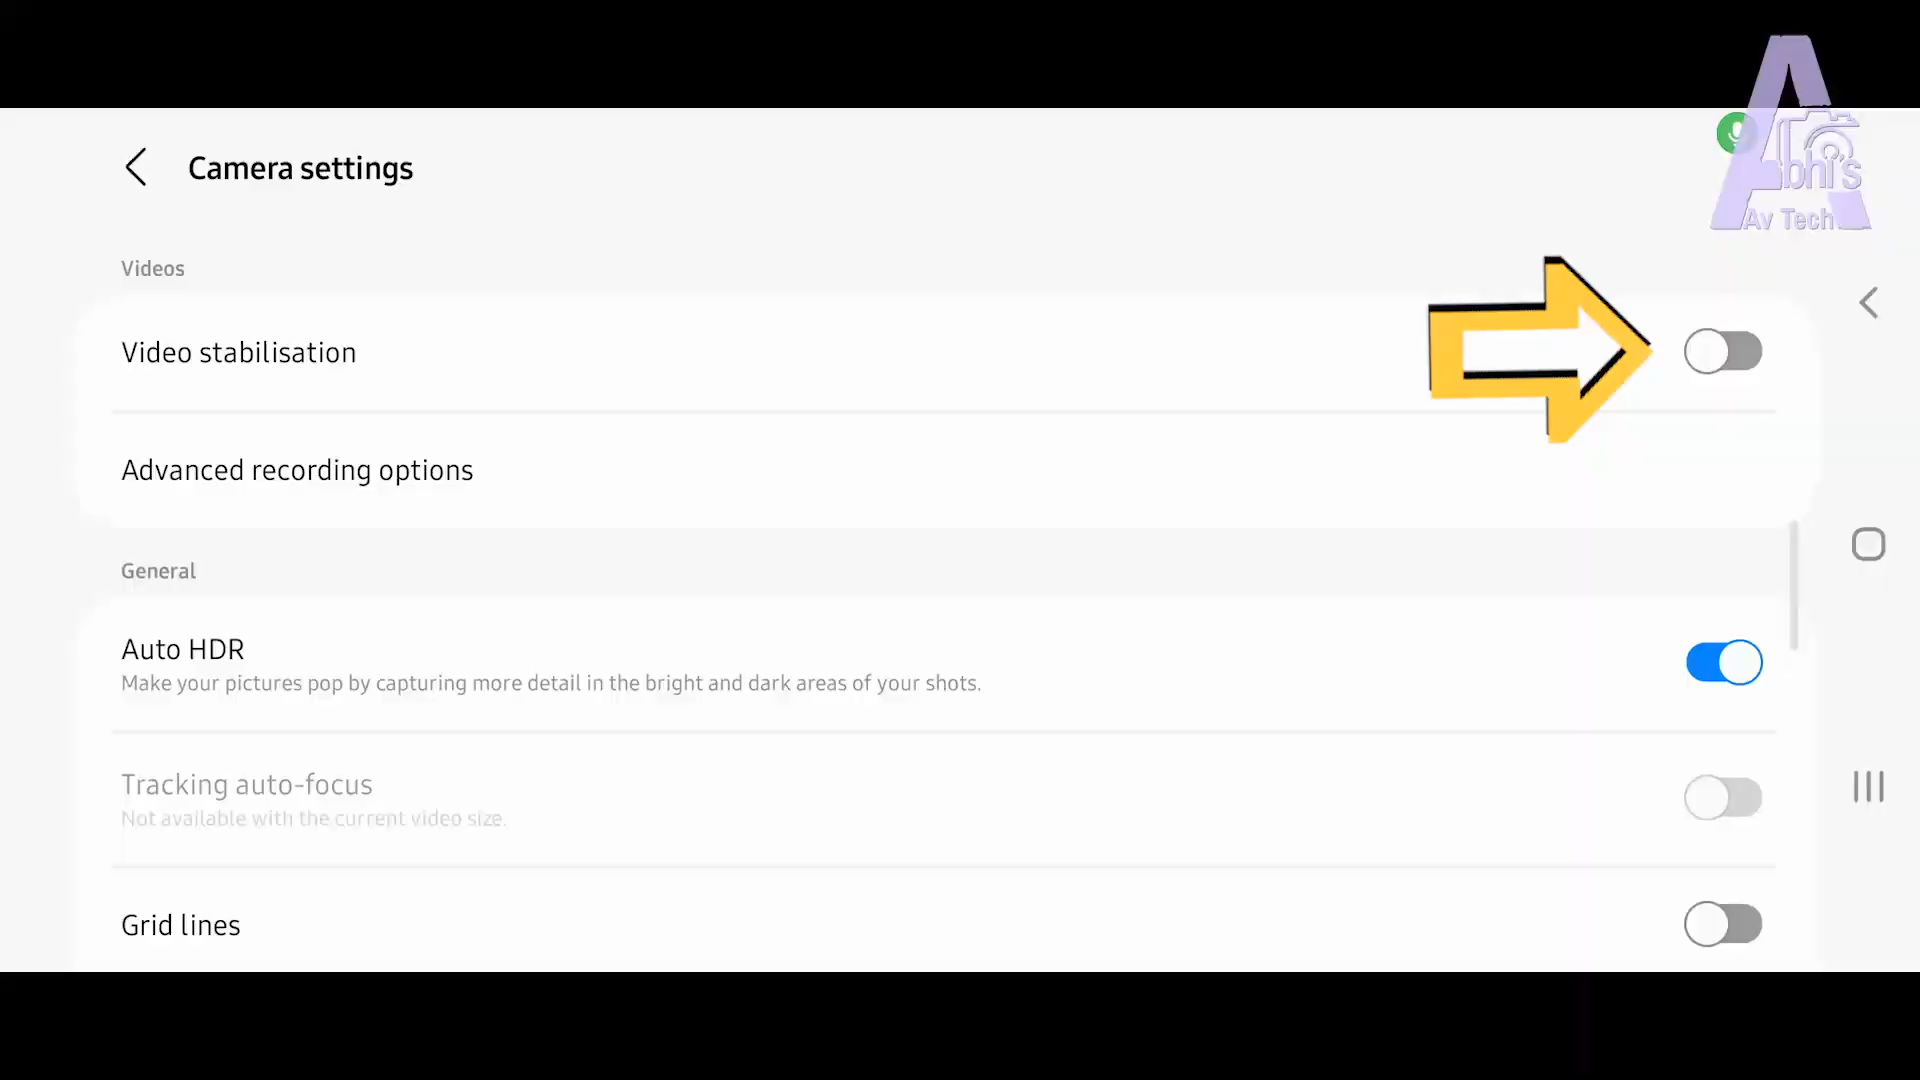 Camera settings
Abhi's
Av Tech
Videos
Video stabilisation
Advanced recording options
General
Auto HDR
Make your pictures pop by capturing more detail in the bright and dark areas of your shots.
Tracking auto-focus
Not available with the current video size.
Grid lines